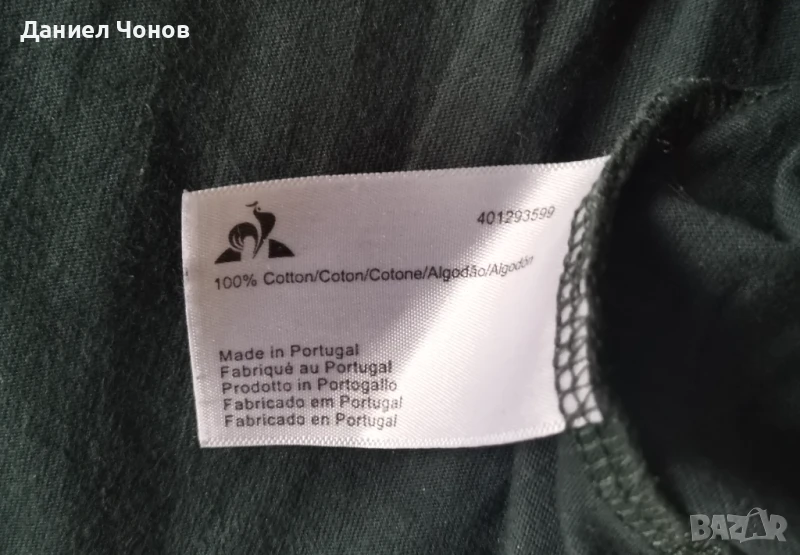 Даниел Чонов
401293599
100% Cotton/Coton/Cotone/Algodão/Algodón
Made in Portugal
Fabriqué au Portugal
Prodotto in Portogallo
Fabricado em Portugal
Fabricado en Portugal
BAZAR